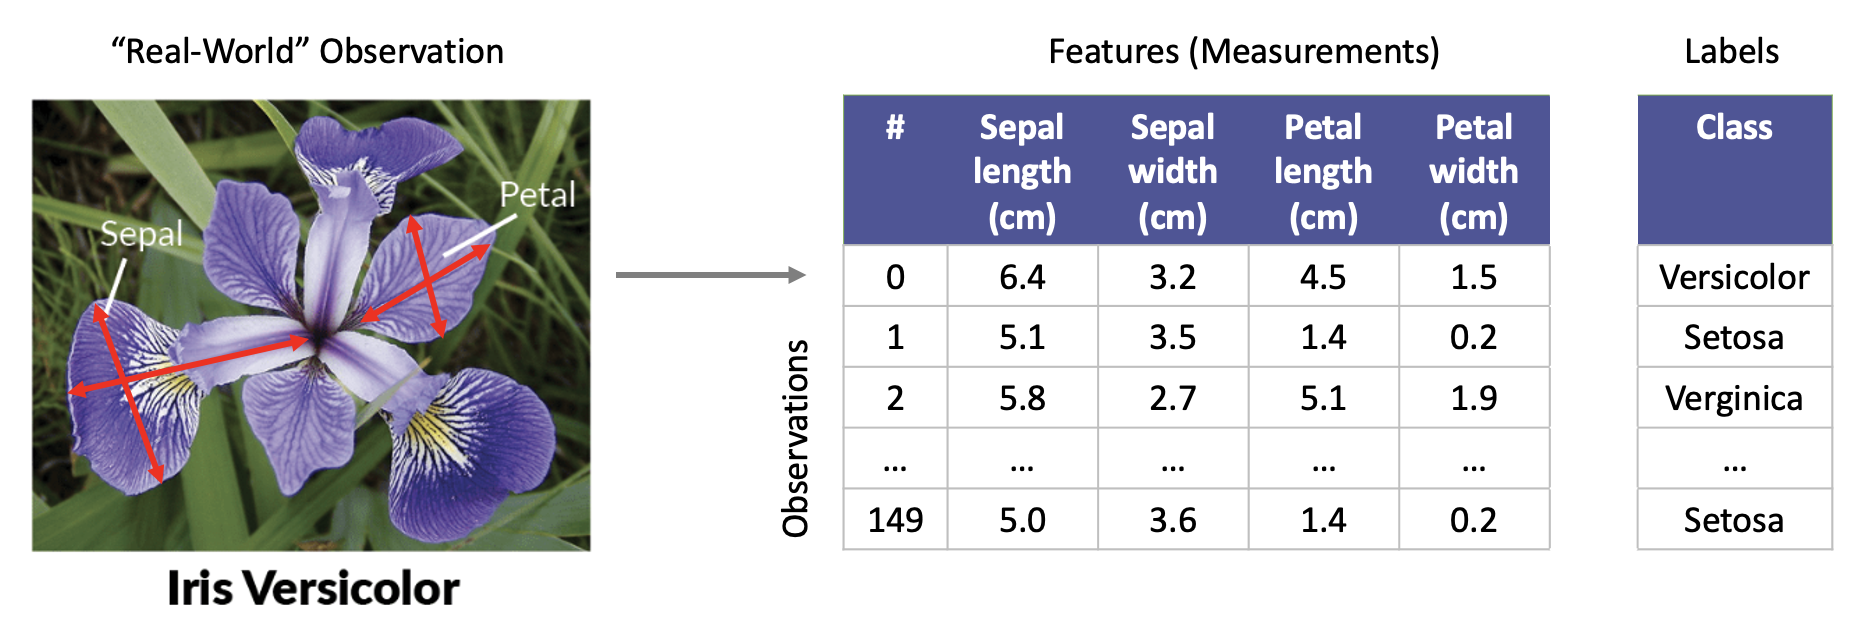 “Real-World” Observation
Sepal
Petal
Iris Versicolor
Features (Measurements)
Observations
# Sepal length (cm) Sepal width (cm) Petal length (cm) Petal width (cm)
0 6.4 3.2 4.5 1.5
1 5.1 3.5 1.4 0.2
2 5.8 2.7 5.1 1.9
... ... ... ... ...
149 5.0 3.6 1.4 0.2
Labels
Class
Versicolor
Setosa
Verginica
...
Setosa